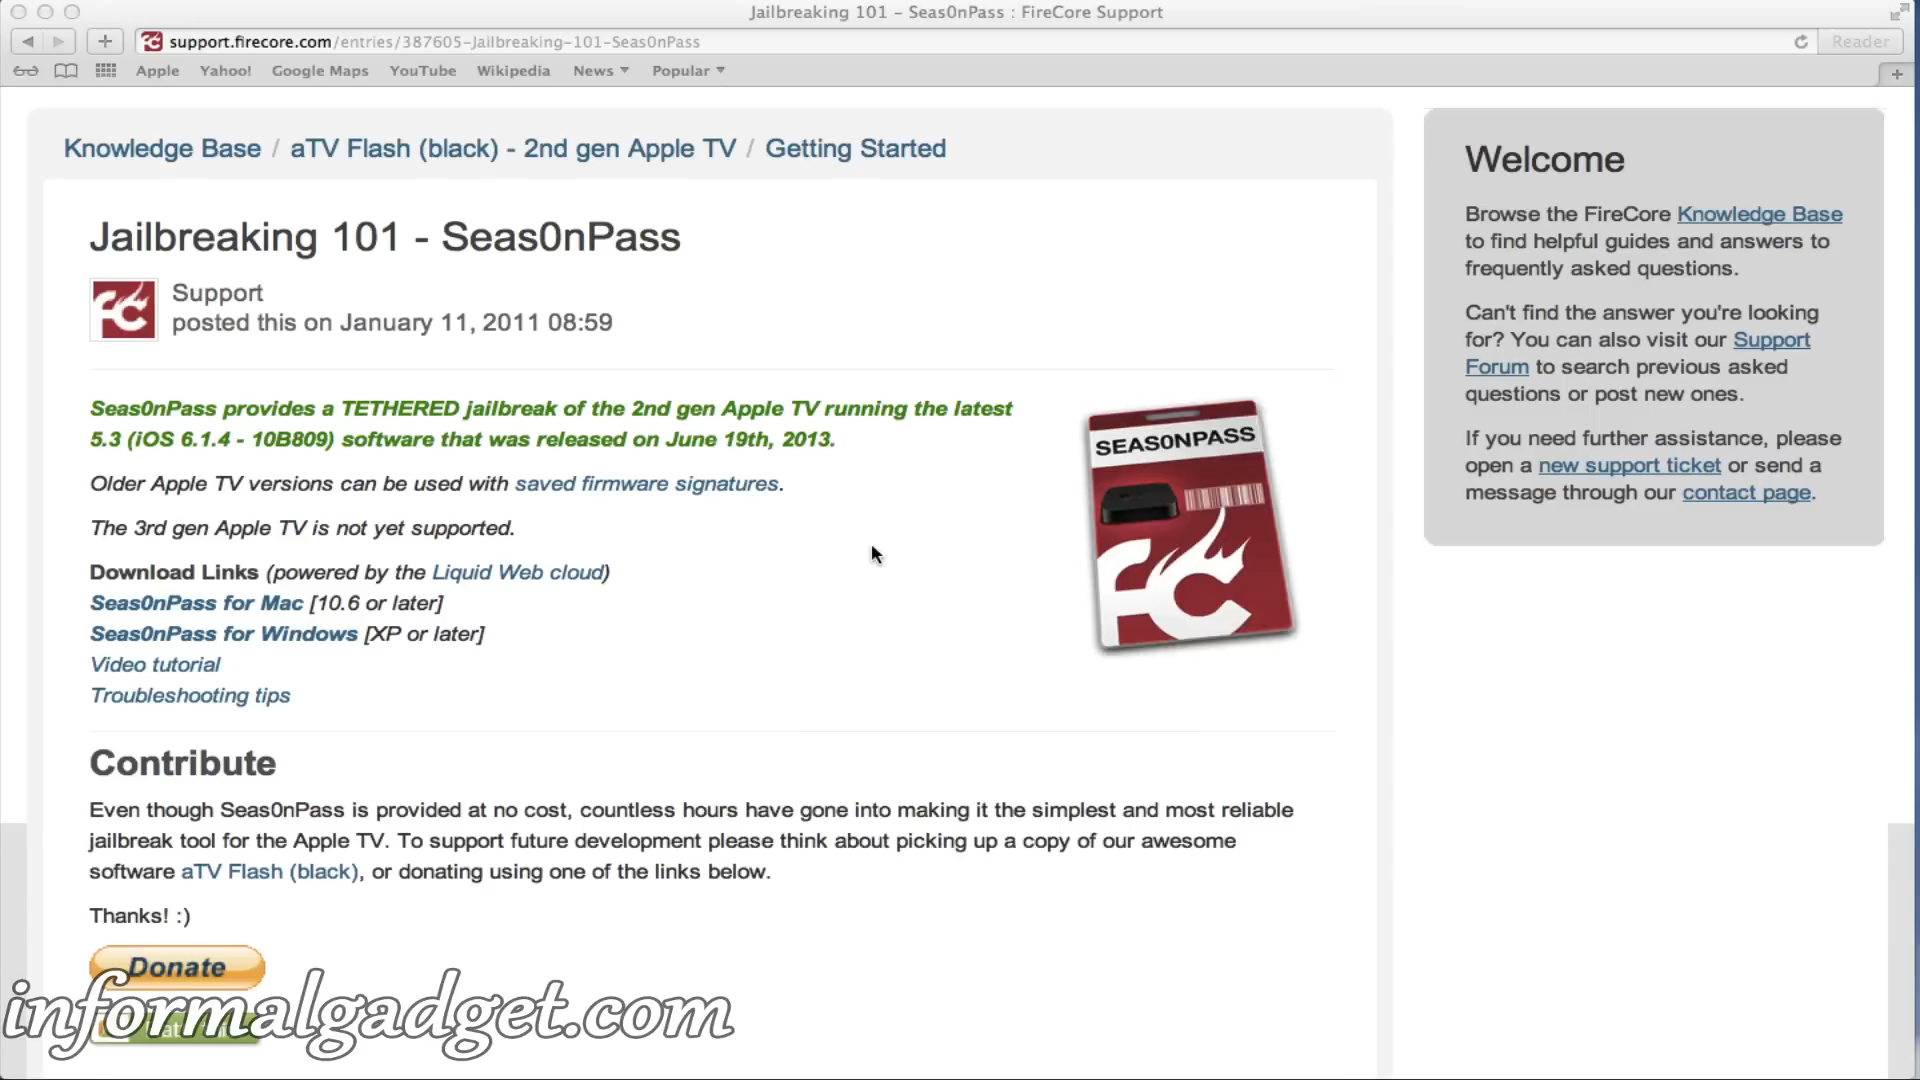 Jailbreaking 101 – Seas0nPass : FireCore Support
support.firecore.com/entries/387605-Jailbreaking-101-Seas0nPass
Reader
Apple Yahoo! Google Maps YouTube Wikipedia News Popular
Knowledge Base / aTV Flash (black) - 2nd gen Apple TV / Getting Started
Jailbreaking 101 - Seas0nPass
FC
Support
posted this on January 11, 2011 08:59
Seas0nPass provides a TETHERED jailbreak of the 2nd gen Apple TV running the latest
5.3 (iOS 6.1.4 - 10B809) software that was released on June 19th, 2013.
Older Apple TV versions can be used with saved firmware signatures.
The 3rd gen Apple TV is not yet supported.
Download Links (powered by the Liquid Web cloud)
Seas0nPass for Mac [10.6 or later]
Seas0nPass for Windows [XP or later]
Video tutorial
Troubleshooting tips
SEAS0NPASS
FC
Contribute
Even though Seas0nPass is provided at no cost, countless hours have gone into making it the simplest and most reliable
jailbreak tool for the Apple TV. To support future development please think about picking up a copy of our awesome
software aTV Flash (black), or donating using one of the links below.
Thanks! :)
Donate
informalgadget.com
Welcome
Browse the FireCore Knowledge Base
to find helpful guides and answers to
frequently asked questions.
Can't find the answer you're looking
for? You can also visit our Support
Forum to search previous asked
questions or post new ones.
If you need further assistance, please
open a new support ticket or send a
message through our contact page.